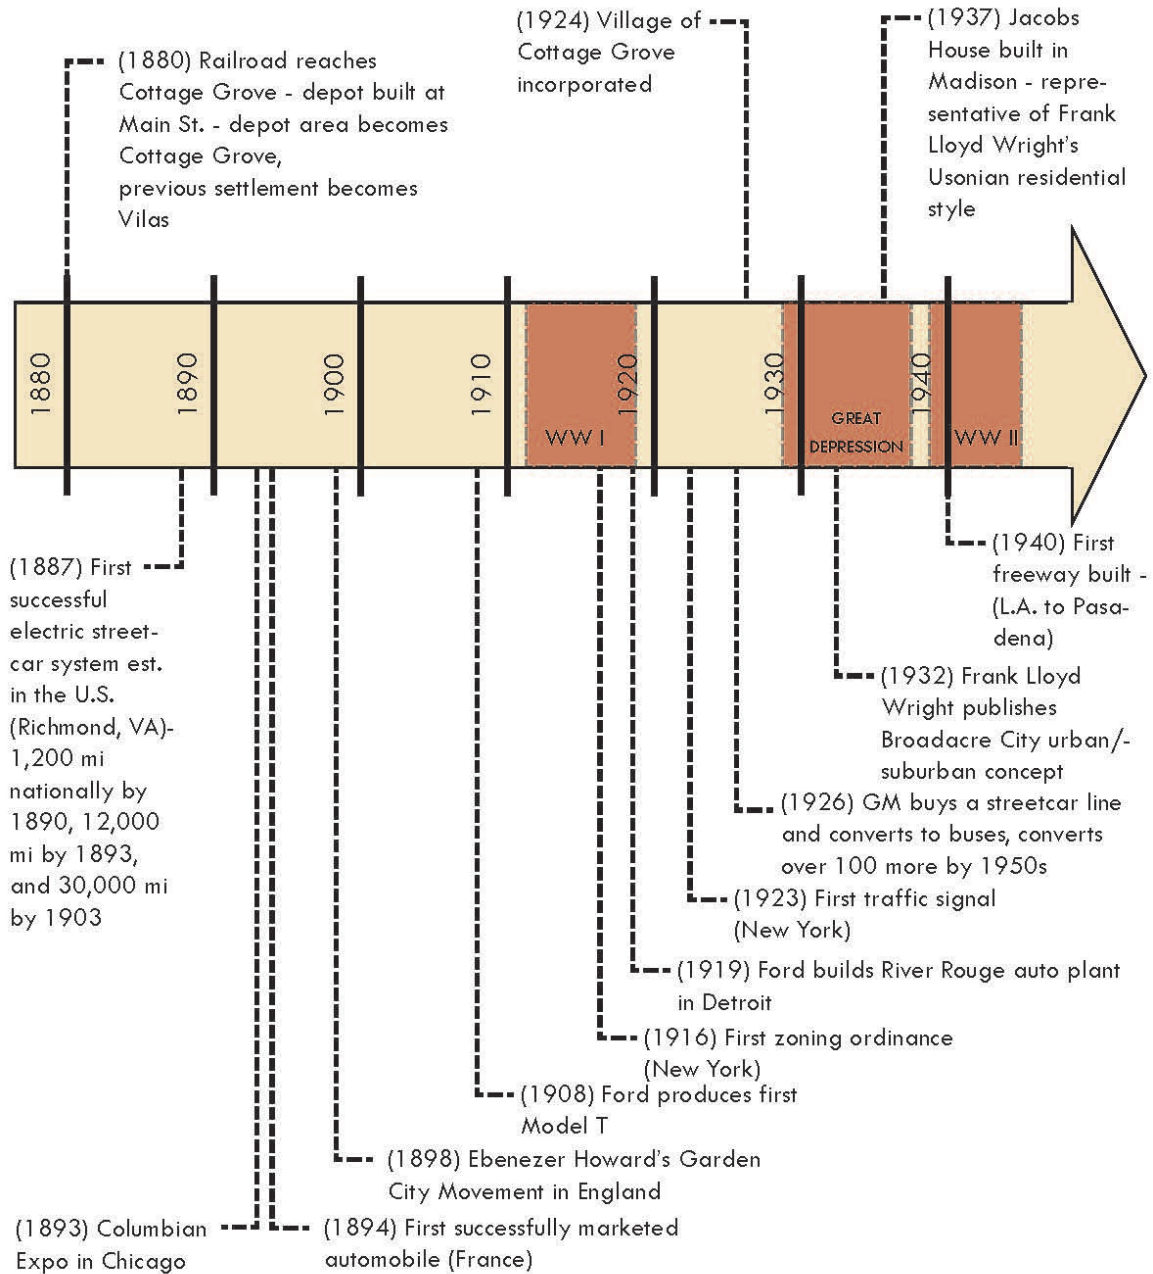 (1880) Railroad reaches
Cottage Grove - depot built at
Main St. - depot area becomes
Cottage Grove,
previous settlement becomes
Vilas
(1924) Village of
Cottage Grove
incorporated
(1937) Jacobs
House built in
Madison - repre-
sentative of Frank
Lloyd Wright's
Usonian residential
style
1880
1890
1900
1910
WW I
1920
1930
GREAT
DEPRESSION
1940
WW II
(1887) First
successful
electric street-
car system est.
in the U.S.
(Richmond, VA)-
1,200 mi
nationally by
1890, 12,000
mi by 1893,
and 30,000 mi
by 1903
(1940) First
freeway built -
(L.A. to Pasa-
dena)
(1932) Frank Lloyd
Wright publishes
Broadacre City urban/-
suburban concept
(1926) GM buys a streetcar line
and converts to buses, converts
over 100 more by 1950s
(1923) First traffic signal
(New York)
(1919) Ford builds River Rouge auto plant
in Detroit
(1916) First zoning ordinance
(New York)
(1908) Ford produces first
Model T
(1898) Ebenezer Howard's Garden
City Movement in England
(1893) Columbian
Expo in Chicago
(1894) First successfully marketed
automobile (France)